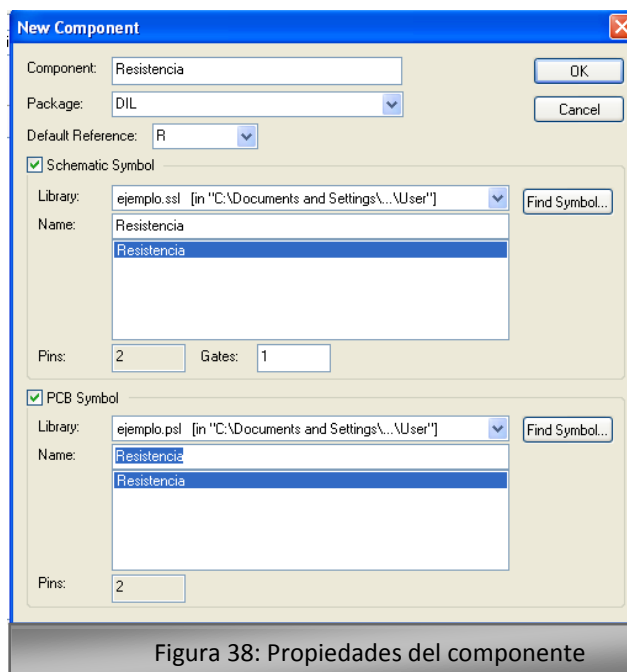 New Component
Component: Resistencia OK
Package: DIL Cancel
Default Reference: R
Schematic Symbol
Library: ejemplo.ssl [in "C:\Documents and Settings\...\User"] Find Symbol...
Name: Resistencia
Resistencia
Pins: 2 Gates: 1
PCB Symbol
Library: ejemplo.psl [in "C:\Documents and Settings\...\User"] Find Symbol...
Name: Resistencia
Resistencia
Pins: 2
Figura 38: Propiedades del componente